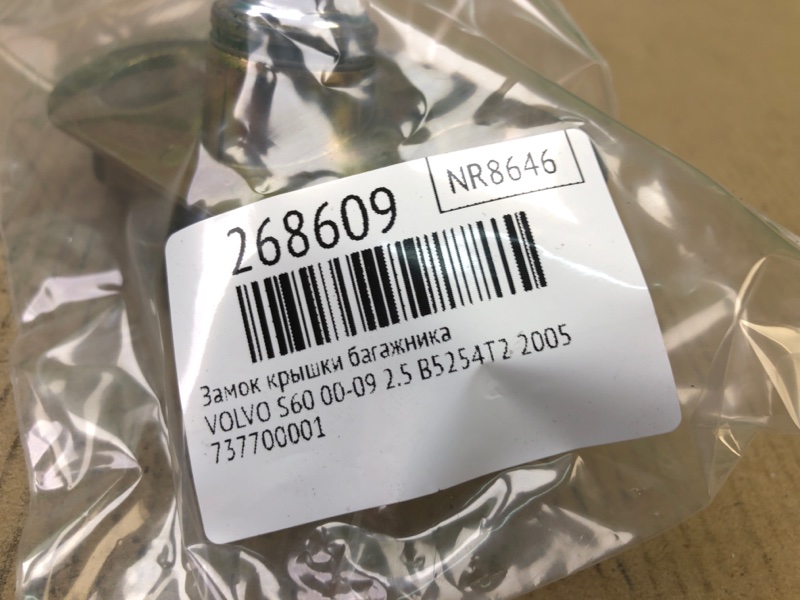 NR8646
268609
Замок крышки багажника
VOLVO S60 00-09 2.5 B5254T2 2005
737700001